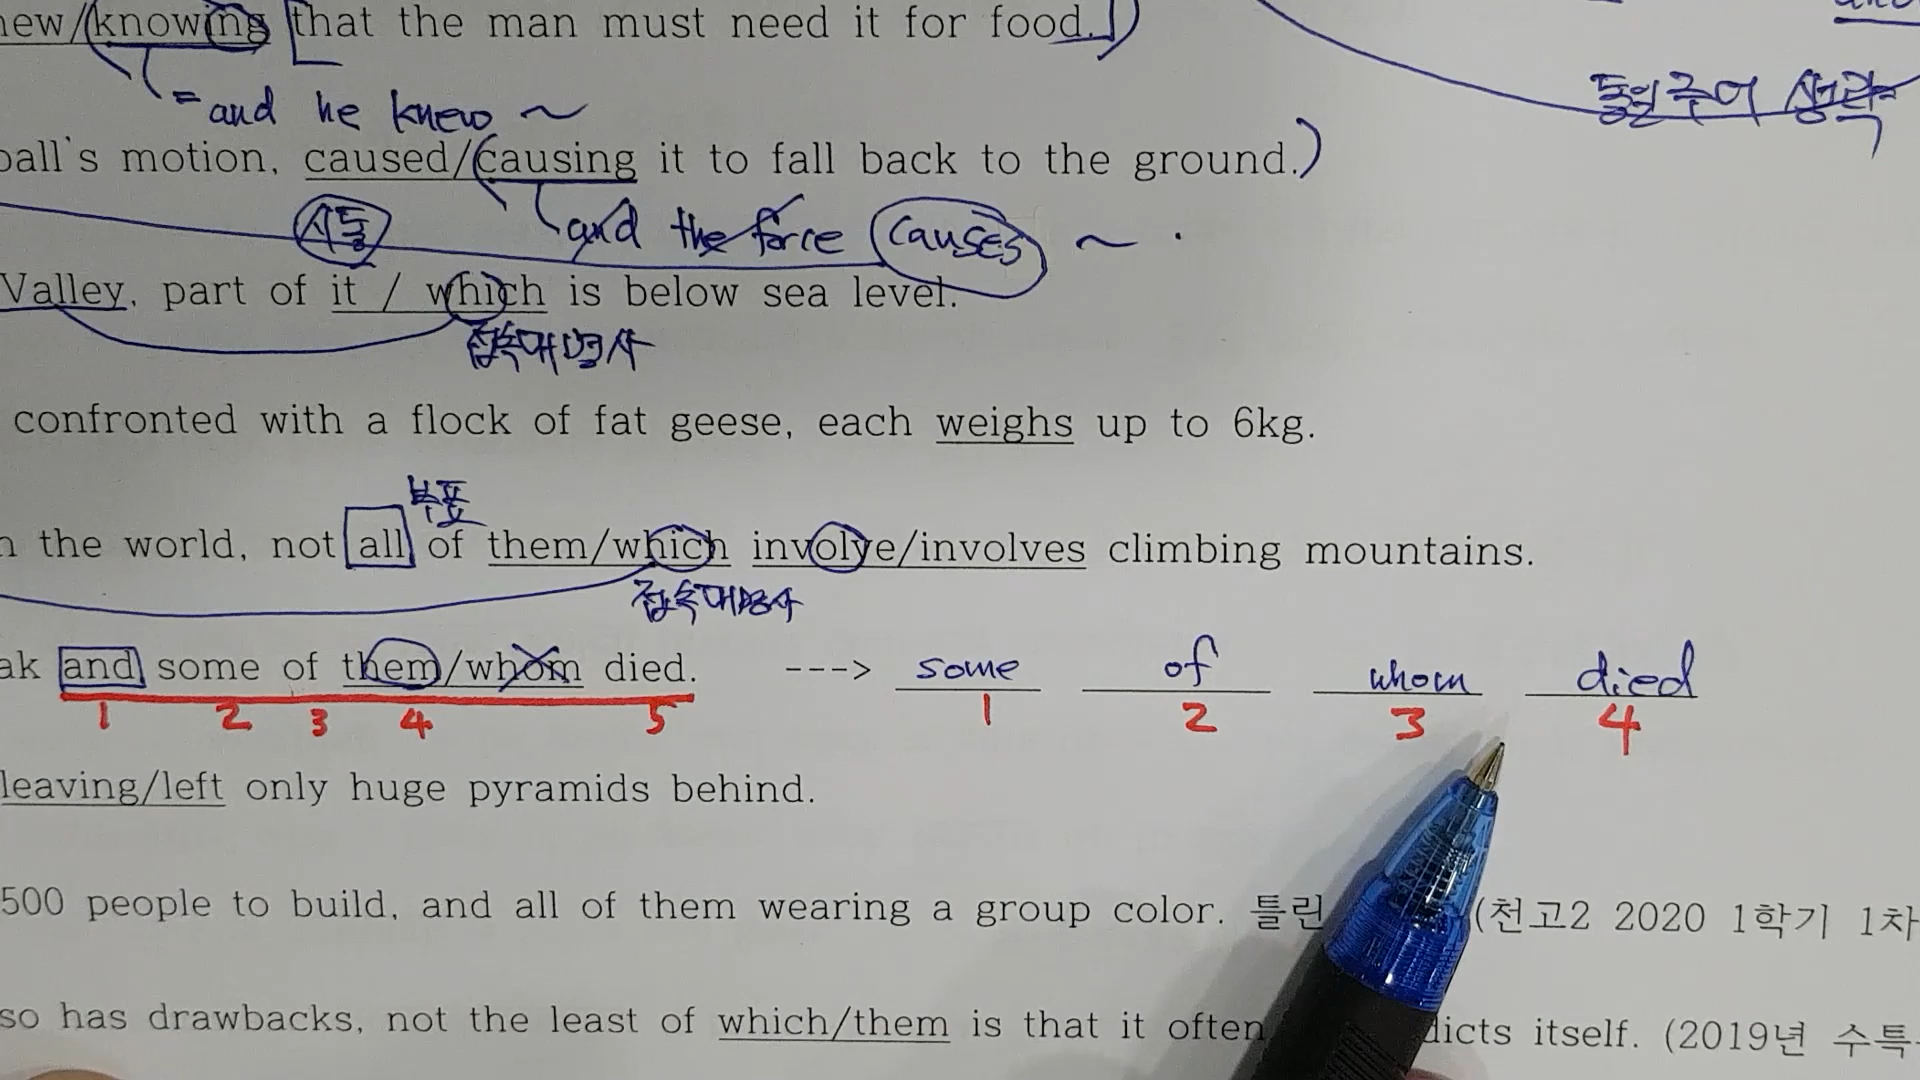 knowing that the man must need it for food.
= and he knew ~
동일주어 생략
ball's motion, caused/causing it to fall back to the ground.)
시동 and the force causes ~ .
Valley, part of it / which is below sea level.
접속대명사
confronted with a flock of fat geese, each weighs up to 6kg.
부표
the world, not all of them/which involve/involves climbing mountains.
접속대명사
and some of them/whom died. ---> some of whom died
1 2 3 4 5 1 2 3 4
leaving/left only huge pyramids behind.
500 people to build, and all of them wearing a group color. 틀린 (천고2 2020 1학기 1차
so has drawbacks, not the least of which/them is that it often dicts itself. (2019년 수특